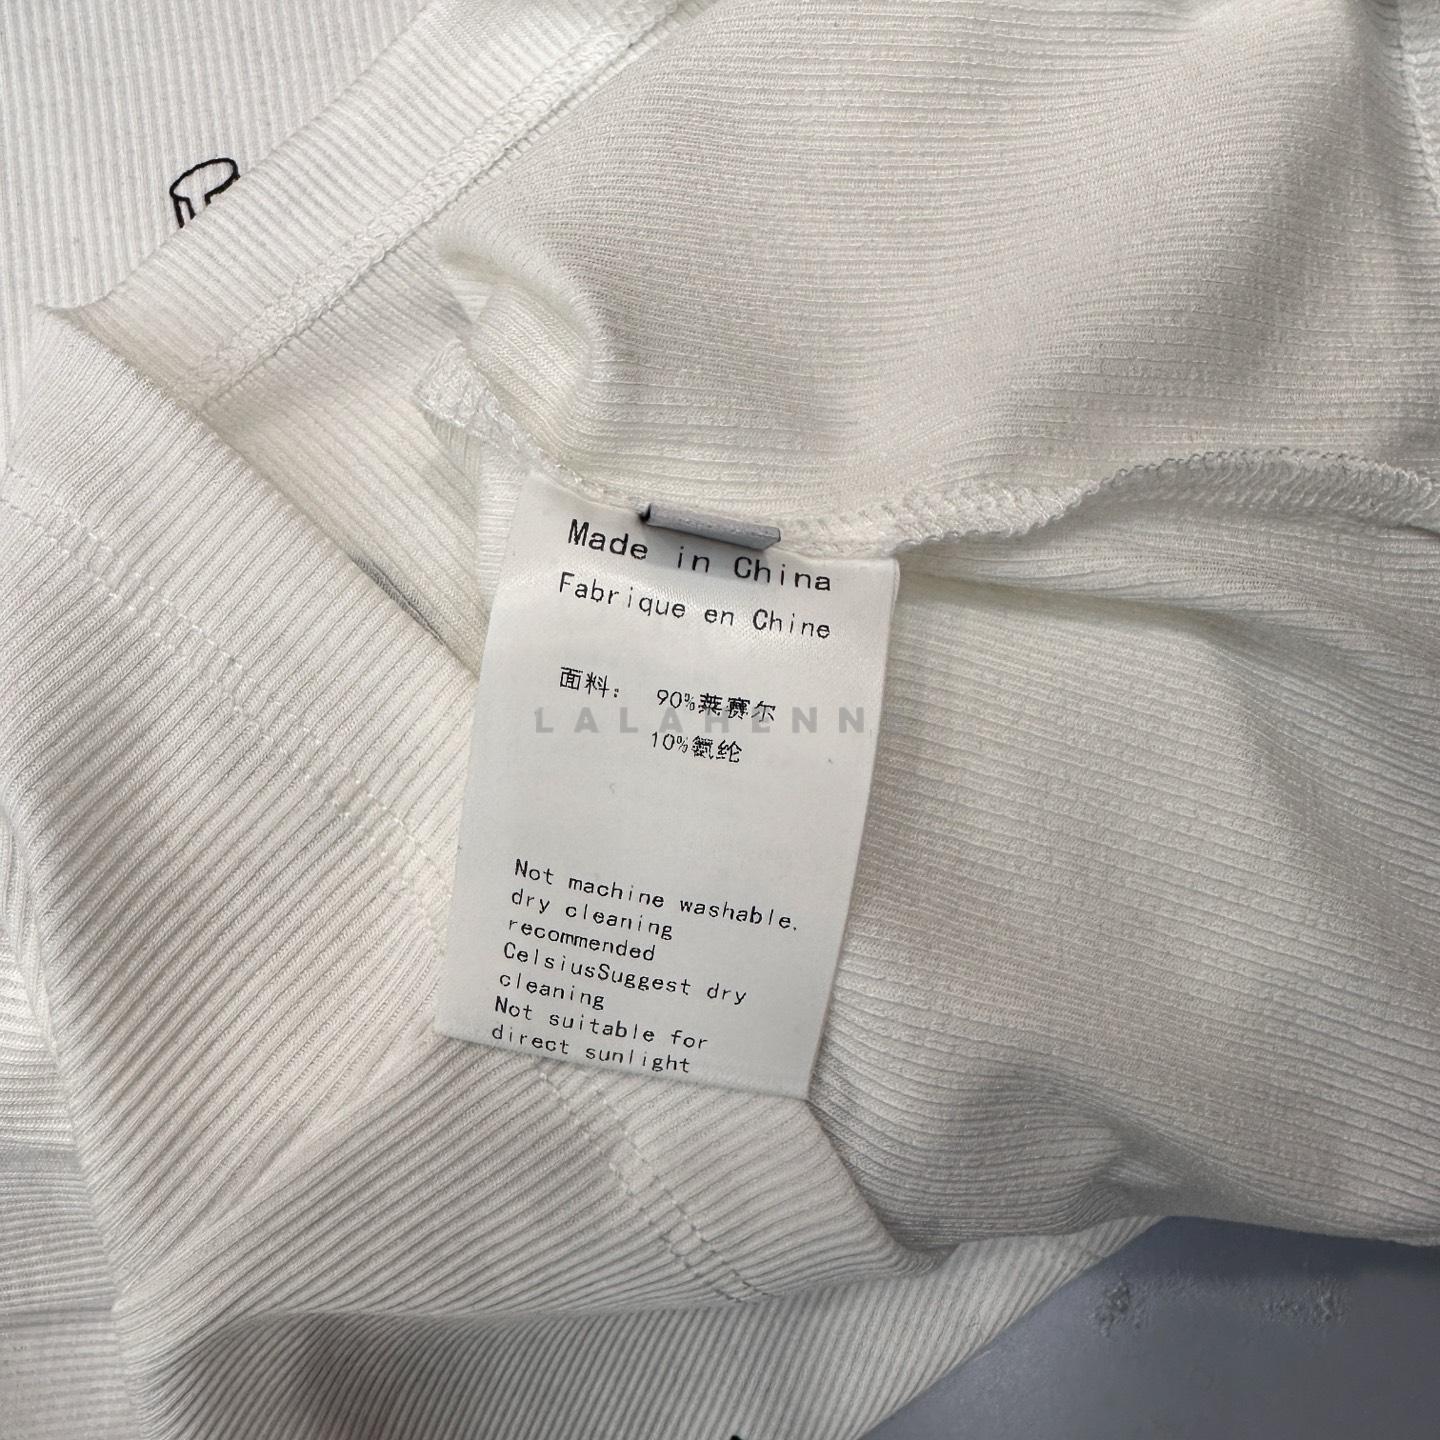 Made in China
Fabrique en Chine
面料： 90%莱赛尔
LALAHENN
10%氨纶
Not machine washable.
dry cleaning
recommended
CelsiusSuggest dry
cleaning
Not suitable for
direct sunlight